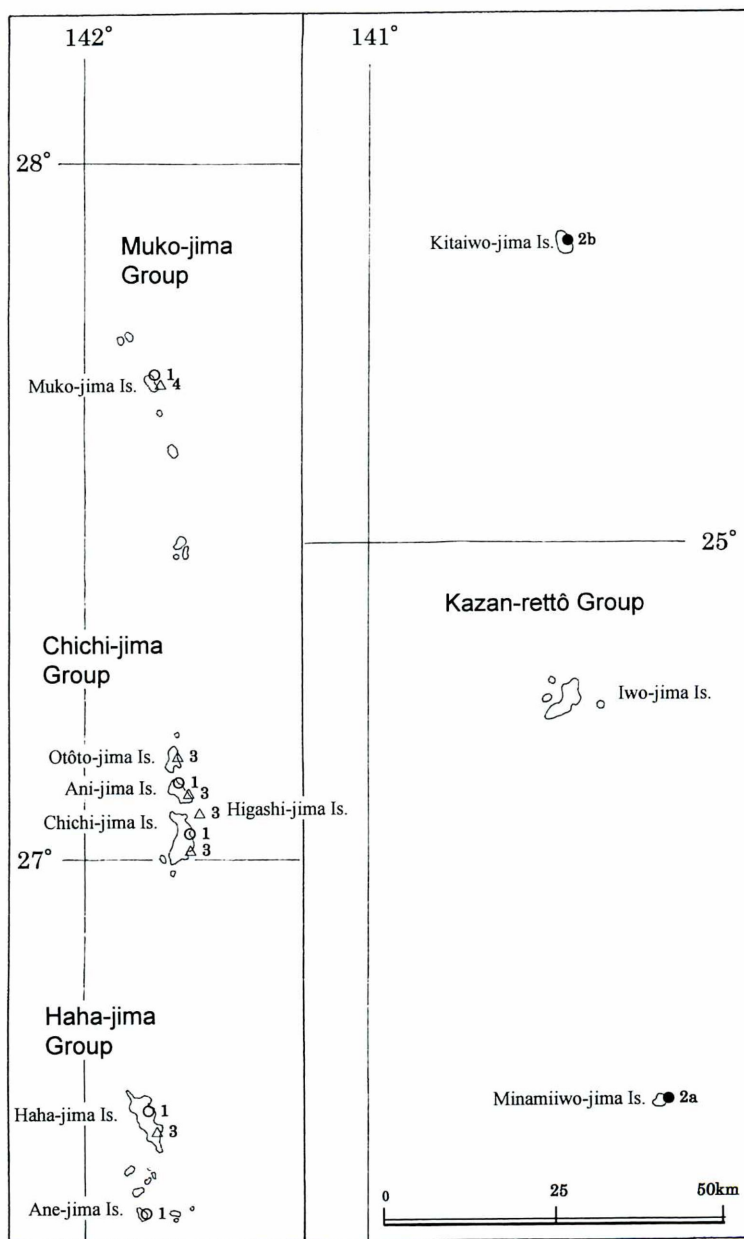 142°
141°
28°
Muko-jima
Group
Kitaiwo-jima Is. 2b
1
Muko-jima Is. 4
25°
Kazan-rettô Group
Chichi-jima
Group
Iwo-jima Is.
Otôto-jima Is. 3
Ani-jima Is. 1
3
3 Higashi-jima Is.
Chichi-jima Is. 1
3
27°
Haha-jima
Group
Haha-jima Is. 1
3
Minamiiwo-jima Is. 2a
Ane-jima Is. 1
0 25 50km